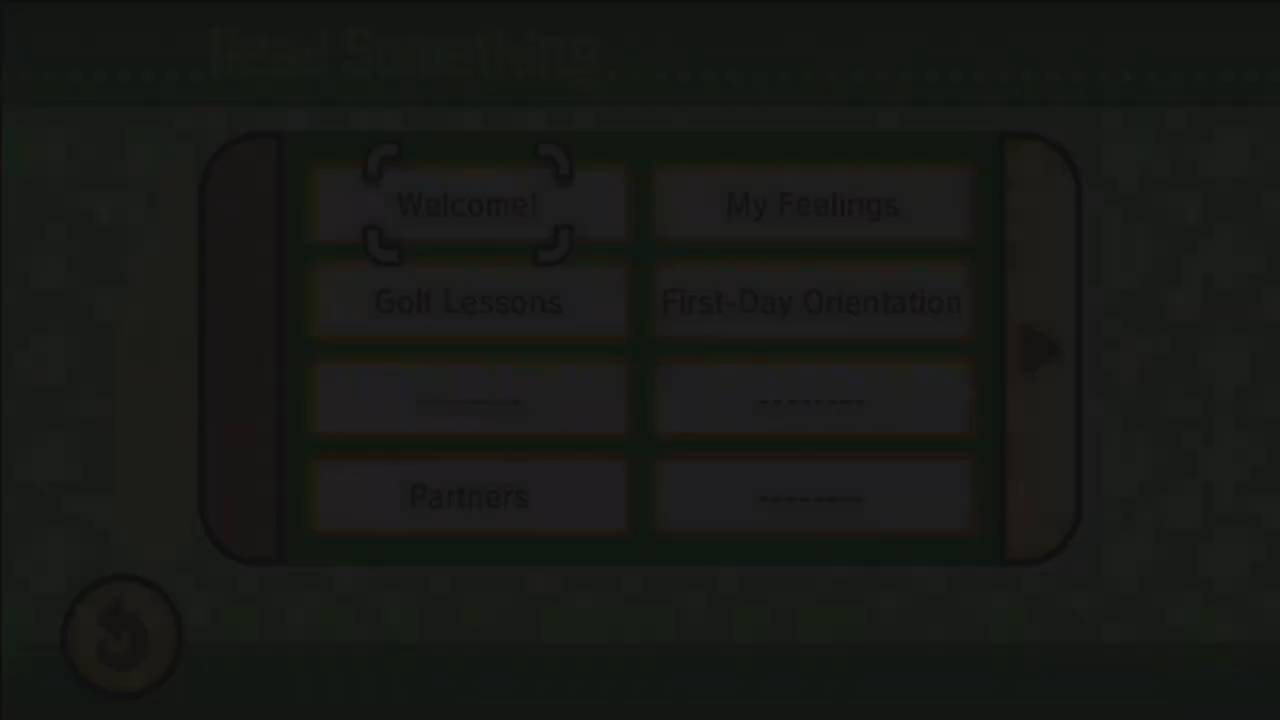 Read Something
Welcome!
My Feelings
Golf Lessons
First-Day Orientation
---------
---------
Partners
---------